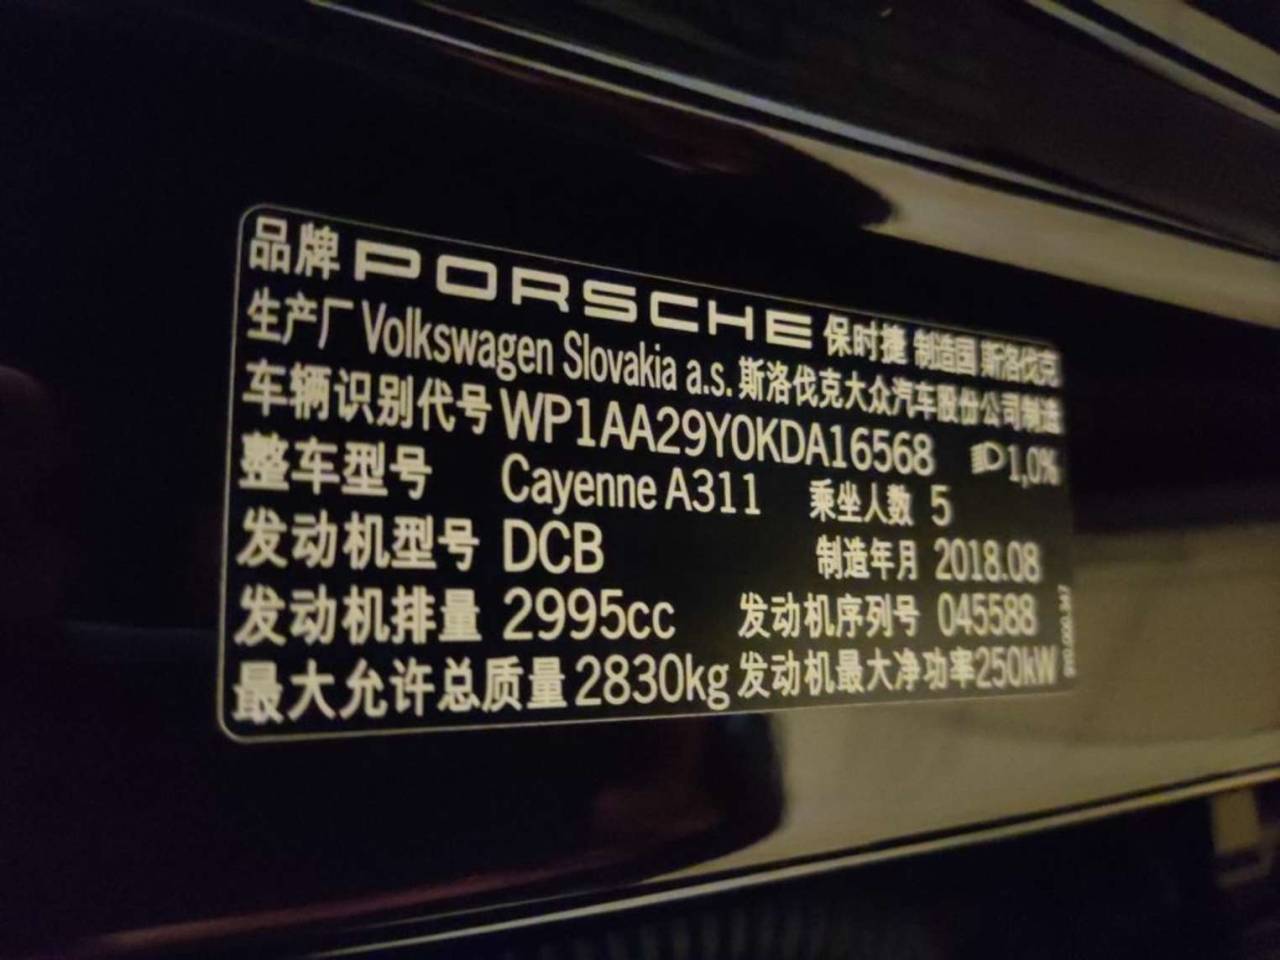 品牌 PORSCHE 保时捷 制造国 斯洛伐克
生产厂 Volkswagen Slovakia a.s. 斯洛伐克大众汽车股份公司制造
车辆识别代号 WP1AA29Y0KDA16568 1,0%
整车型号 Cayenne A311 乘坐人数 5
发动机型号 DCB 制造年月 2018.08
发动机排量 2995cc 发动机序列号 045588
最大允许总质量 2830kg 发动机最大净功率250kW